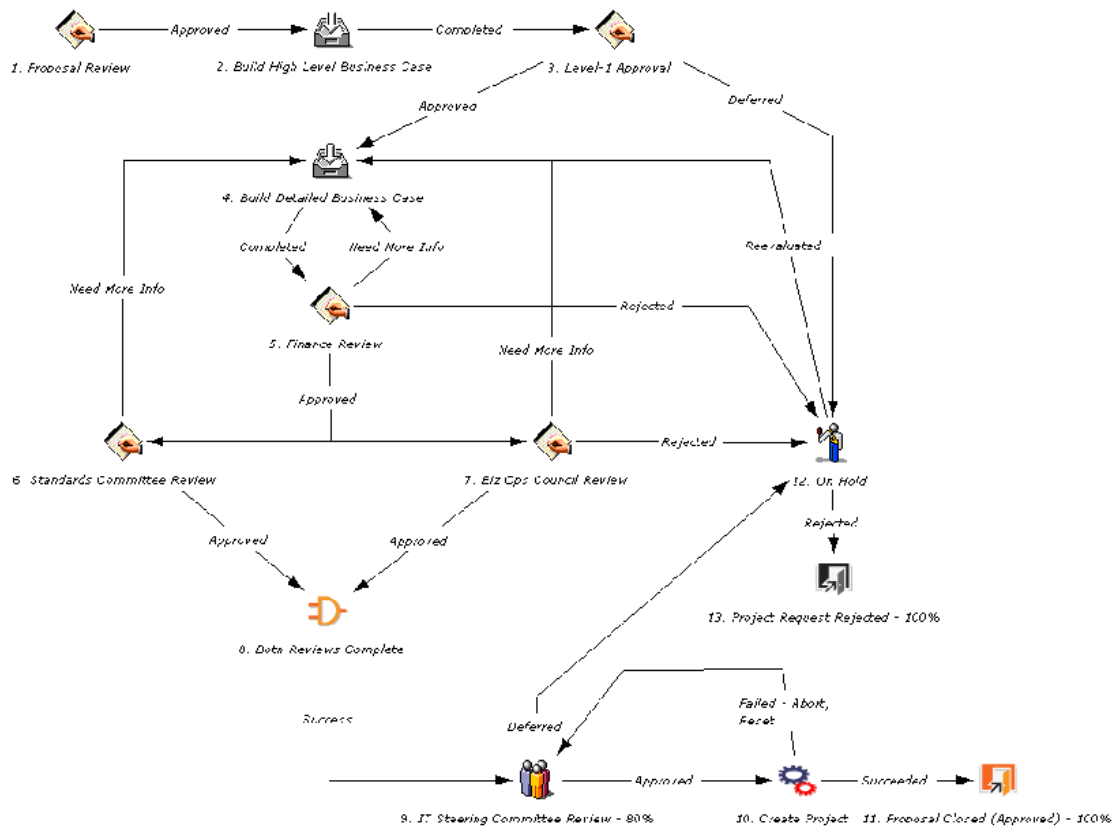 Approved
Completed
1. Proposal Review
2. Build High Level Business Case
3. Level-1 Approval
Approved
Deferred
4. Build Detailed Business Case
Completed
Need More Info
Reevaluated
Need More Info
Rejected
5. Finance Review
Need More Info
Approved
Rejected
6. Standards Committee Review
7. Council Review
12. On Hold
Approved
Approved
Rejected
13. Project Request Rejected - 100%
Reviews Complete
Failed - Abort,
Reset
Success
Deferred
Approved
Succeeded
9. IT Steering Committee Review - 80%
10. Create Project
11. Proposal Closed (Approved) - 100%